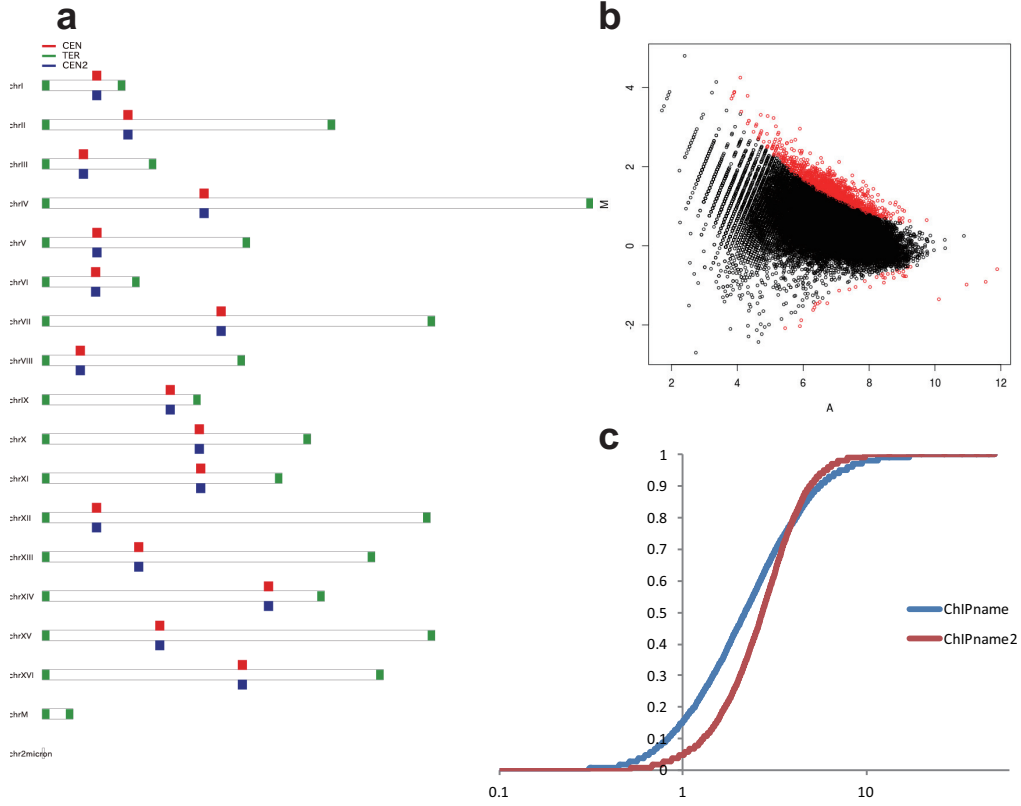 a
CEN
TER
CEN2
chrI
chrII
chrIII
chrIV
chrV
chrVI
chrVII
chrVIII
chrIX
chrX
chrXI
chrXII
chrXIII
chrXIV
chrXV
chrXVI
chrM
chr2micron
b
4
2
0
-2
M
2 4 6 8 10 12
A
c
1
0.9
0.8
0.7
0.6
0.5
0.4
0.3
0.2
0.1
0
0.1 1 10
ChIPname
ChIPname2